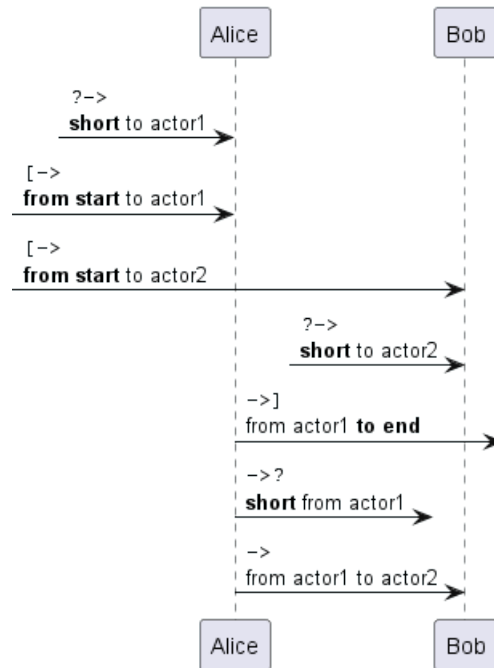 Alice Bob
?->
short to actor1
[->
from start to actor1
[->
from start to actor2
?->
short to actor2
->]
from actor1 to end
->?
short from actor1
->
from actor1 to actor2
Alice Bob